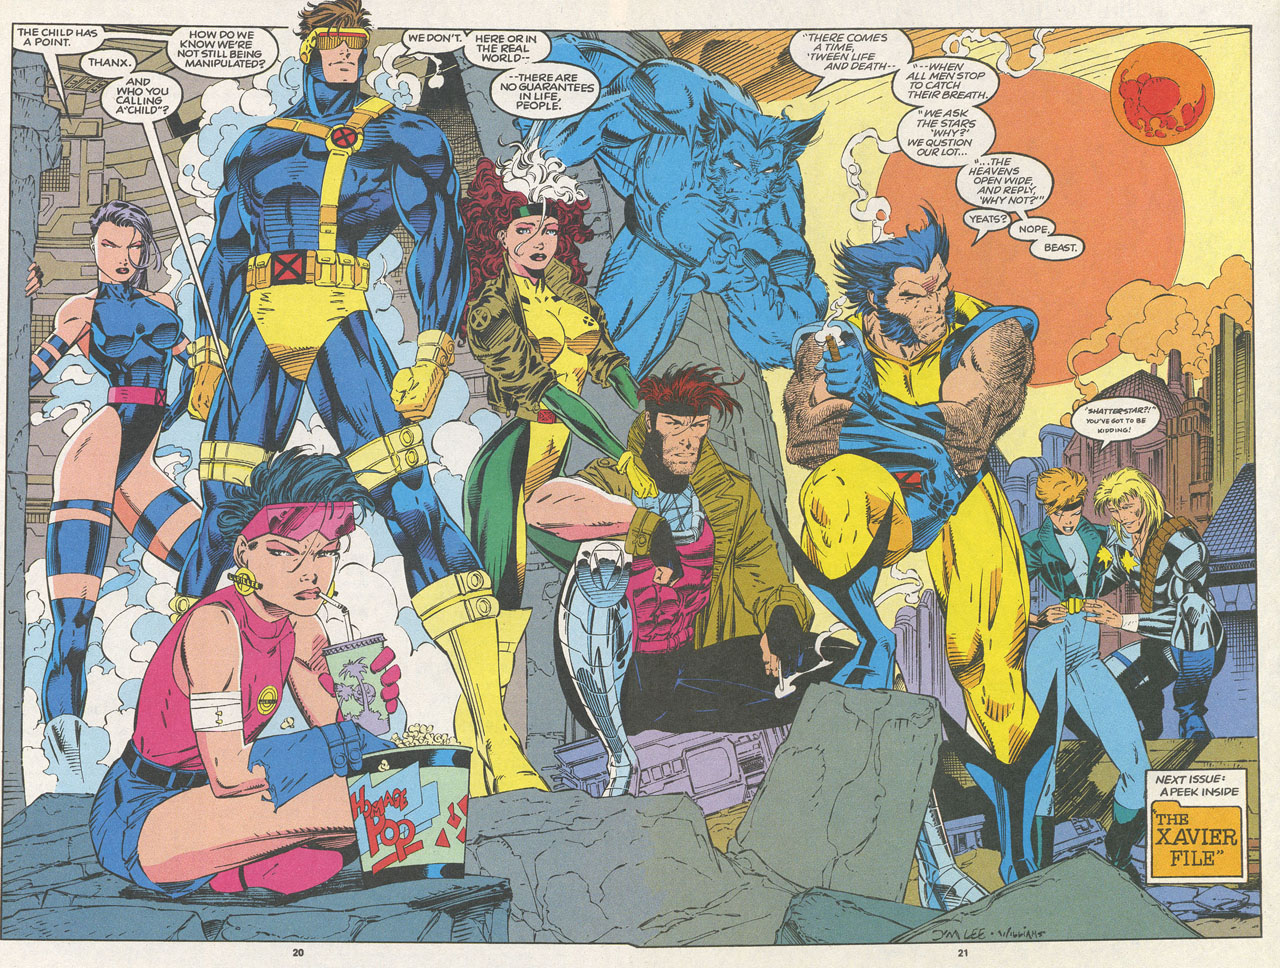 THE CHILD HAS
A POINT.
THANX.
AND
WHO YOU
CALLING
A "CHILD"?
HOW DO WE
KNOW WE'RE
NOT STILL BEING
MANIPULATED?
WE DON'T.
HERE OR IN
THE REAL
WORLD--
--THERE ARE
NO GUARANTEES
IN LIFE,
PEOPLE.
"THERE COMES
A TIME,
'TWEEN LIFE
AND DEATH--
"--WHEN
ALL MEN STOP
TO CATCH
THEIR BREATH.
"WE ASK
THE STARS
'WHY?'
WE QUSTION
OUR LOT...
"...THE
HEAVENS
OPEN WIDE,
AND REPLY,
'WHY NOT?'"
YEATS?
NOPE,
BEAST.
'SHATTERSTAR?!'
YOU'VE GOT TO BE
KIDDING!
HOMAGE
POP
NEXT ISSUE:
A PEEK INSIDE
"THE
XAVIER
FILE"
JIM LEE · WILLIAMS
20
21